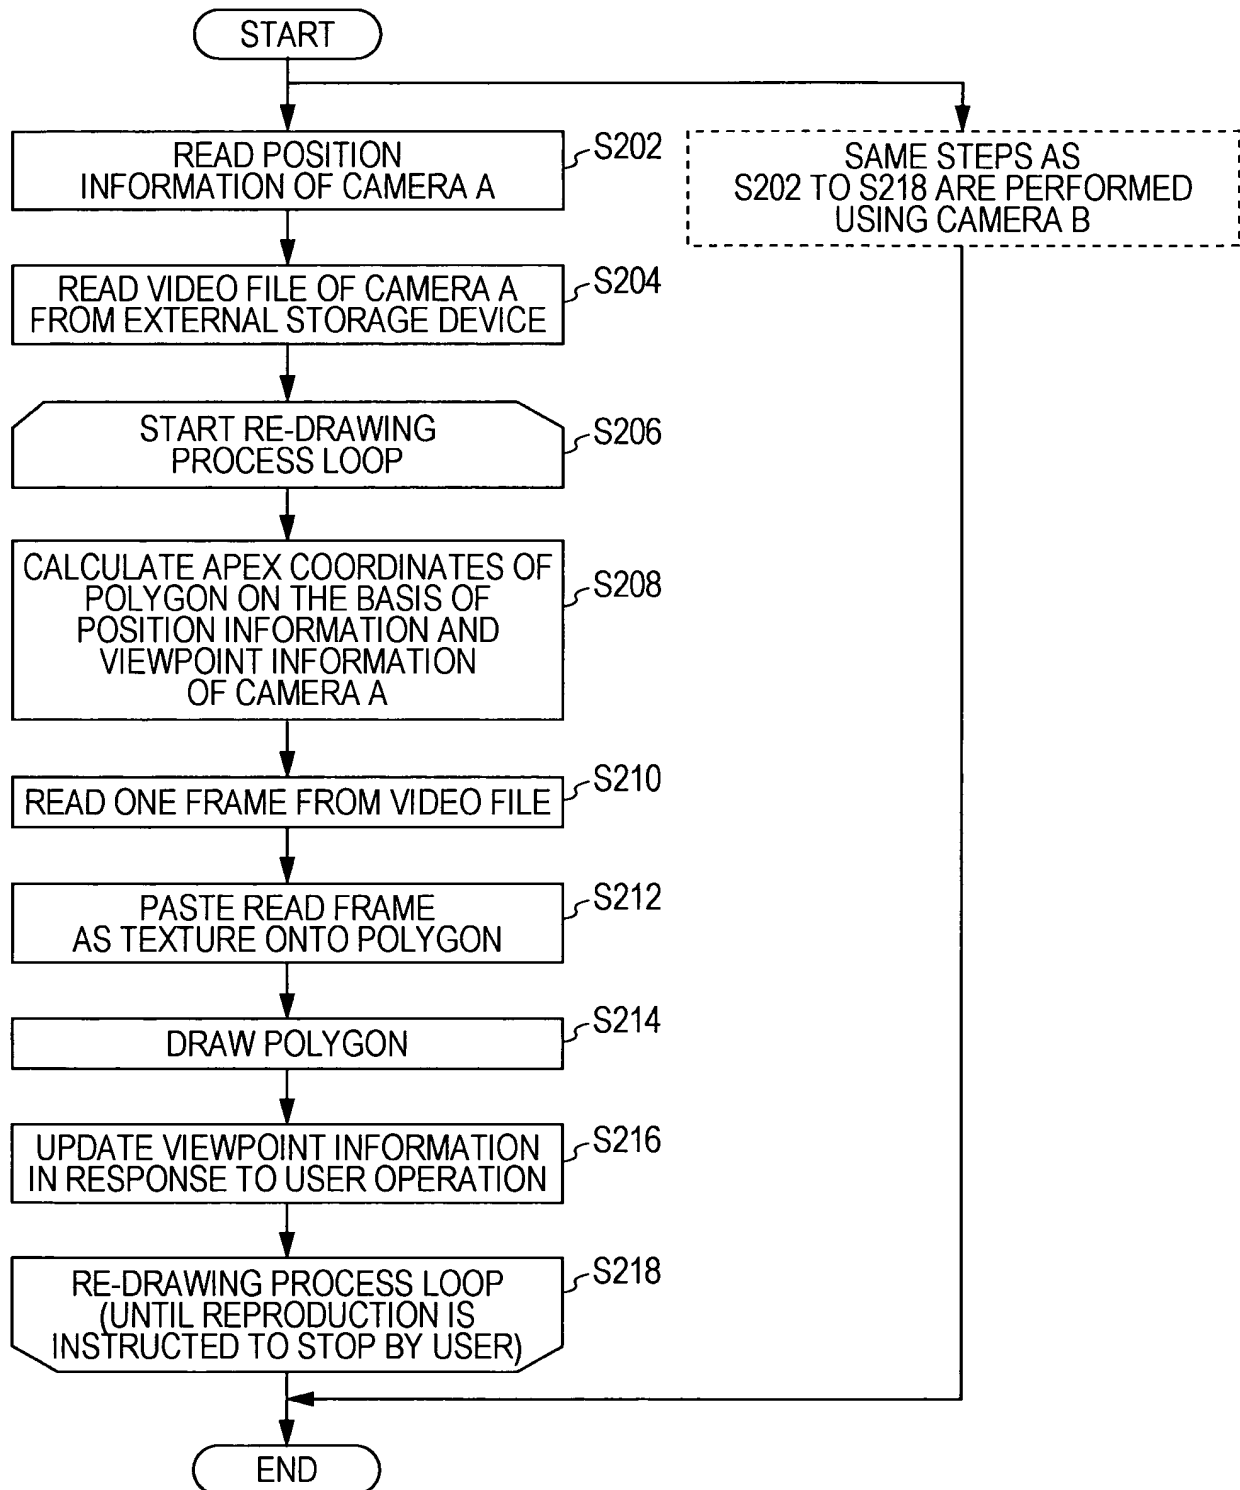 START
READ POSITION
INFORMATION OF CAMERA A
S202
SAME STEPS AS
S202 TO S218 ARE PERFORMED
USING CAMERA B
READ VIDEO FILE OF CAMERA A
FROM EXTERNAL STORAGE DEVICE
S204
START RE-DRAWING
PROCESS LOOP
S206
CALCULATE APEX COORDINATES OF
POLYGON ON THE BASIS OF
POSITION INFORMATION AND
VIEWPOINT INFORMATION
OF CAMERA A
S208
READ ONE FRAME FROM VIDEO FILE
S210
PASTE READ FRAME
AS TEXTURE ONTO POLYGON
S212
DRAW POLYGON
S214
UPDATE VIEWPOINT INFORMATION
IN RESPONSE TO USER OPERATION
S216
RE-DRAWING PROCESS LOOP
(UNTIL REPRODUCTION IS
INSTRUCTED TO STOP BY USER)
S218
END